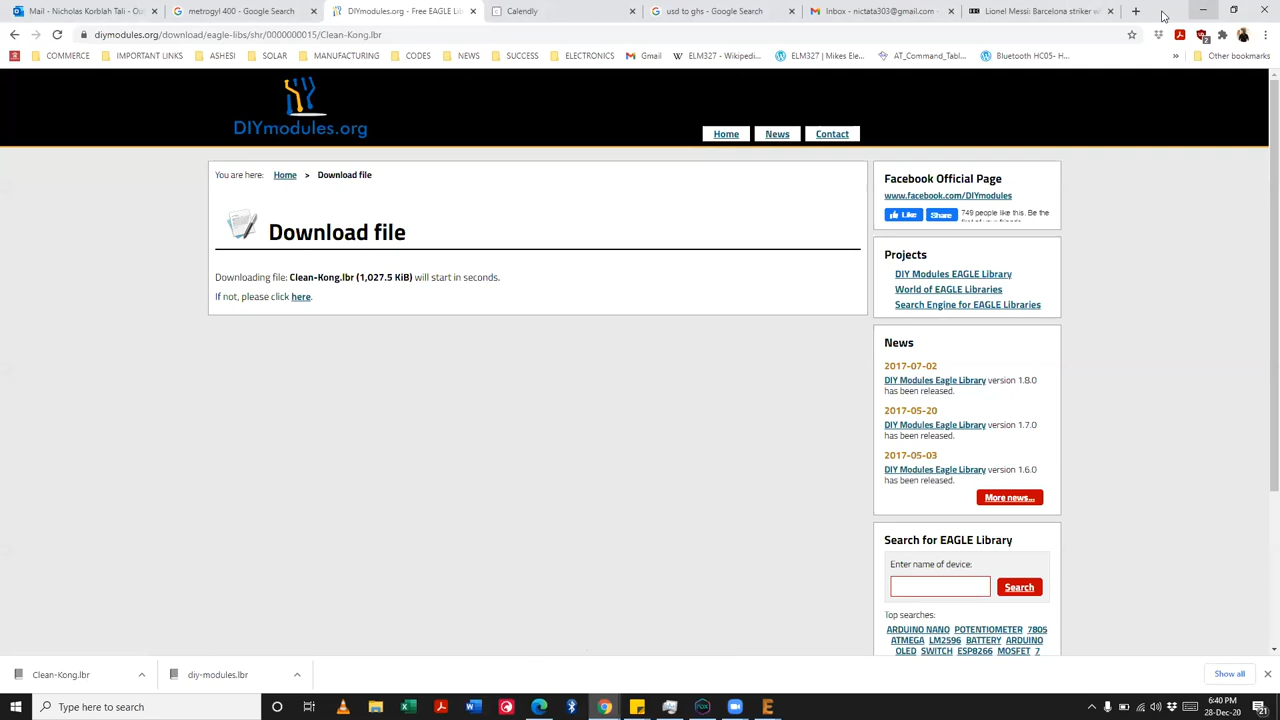 Mail - Nicholas Korblah Tali - Ou
metrogyl 400 - Google Search
DIYmodules.org - Free EAGLE Lib
Calendly
usd to ghs - Google Search
Inbox - nictata303@gmail.com -
Lionel Messi: Barcelona striker w
diymodules.org/download/eagle-libs/shr/0000000015/Clean-Kong.lbr
COMMERCE
IMPORTANT LINKS
ASHESI
SOLAR
MANUFACTURING
CODES
NEWS
SUCCESS
ELECTRONICS
Gmail
ELM327 - Wikipedi...
ELM327 | Mikes Ele...
AT_Command_Tabl...
Bluetooth HC05- H...
»
Other bookmarks
DIYmodules.org
Home
News
Contact
You are here: Home > Download file
Download file
Downloading file: Clean-Kong.lbr (1,027.5 KiB) will start in seconds.
If not, please click here.
Facebook Official Page
www.facebook.com/DIYmodules
Like
Share
749 people like this. Be the
first of your friends.
Projects
DIY Modules EAGLE Library
World of EAGLE Libraries
Search Engine for EAGLE Libraries
News
2017-07-02
DIY Modules Eagle Library version 1.8.0
has been released.
2017-05-20
DIY Modules Eagle Library version 1.7.0
has been released.
2017-05-03
DIY Modules Eagle Library version 1.6.0
has been released.
More news...
Search for EAGLE Library
Enter name of device:
Search
Top searches:
ARDUINO NANO POTENTIOMETER 7805
ATMEGA LM2596 BATTERY ARDUINO
OLED SWITCH ESP8266 MOSFET 7
Clean-Kong.lbr
diy-modules.lbr
Show all
Type here to search
6:40 PM
28-Dec-20